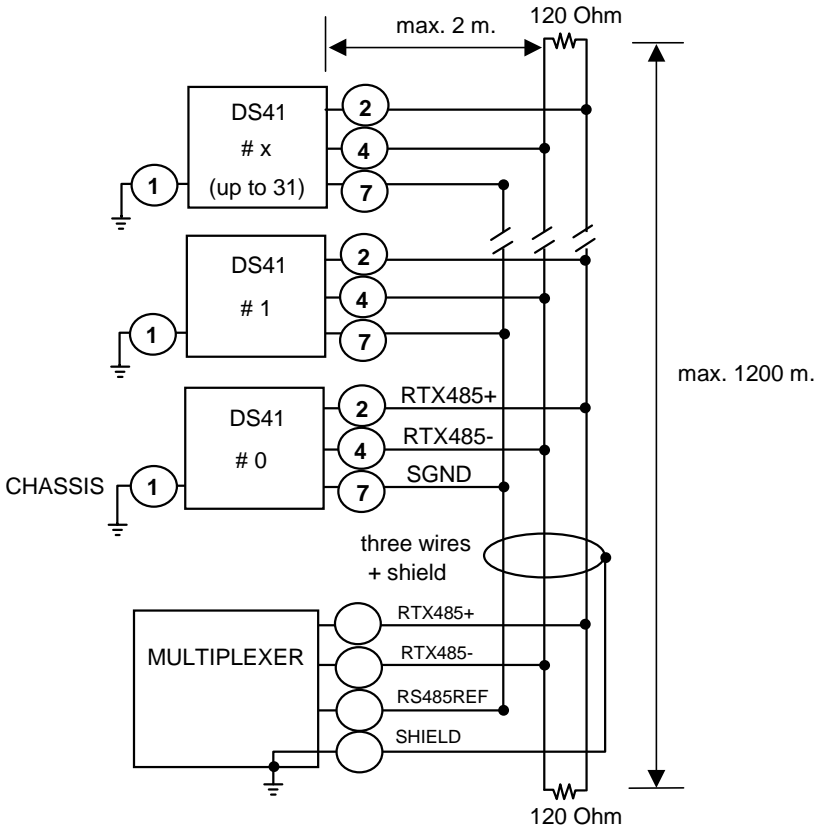 120 Ohm
max. 2 m.
DS41
# x
(up to 31)
2
4
7
1
DS41
# 1
2
4
7
1
max. 1200 m.
DS41
# 0
2
RTX485+
4
RTX485-
7
SGND
CHASSIS
1
three wires
+ shield
MULTIPLEXER
RTX485+
RTX485-
RS485REF
SHIELD
120 Ohm